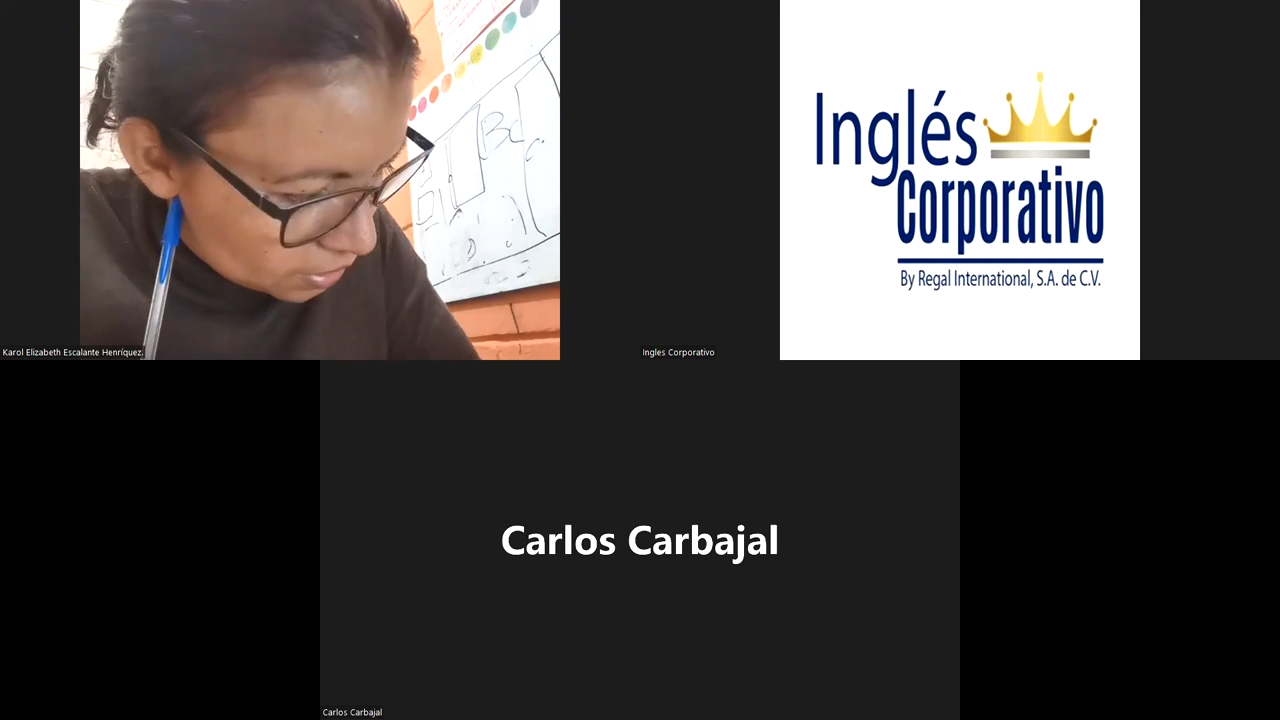 Inglés
Corporativo
By Regal International, S.A. de C.V.
Karol Elizabeth Escalante Henríquez.
Ingles Corporativo
Carlos Carbajal
Carlos Carbajal